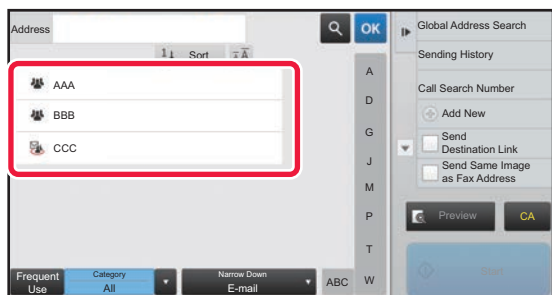 Address
OK
Sort
AAA
BBB
CCC
A
D
G
J
M
P
T
W
Frequent
Use
Category
All
Narrow Down
E-mail
ABC
Global Address Search
Sending History
Call Search Number
Add New
Send
Destination Link
Send Same Image
as Fax Address
Preview
CA
Start